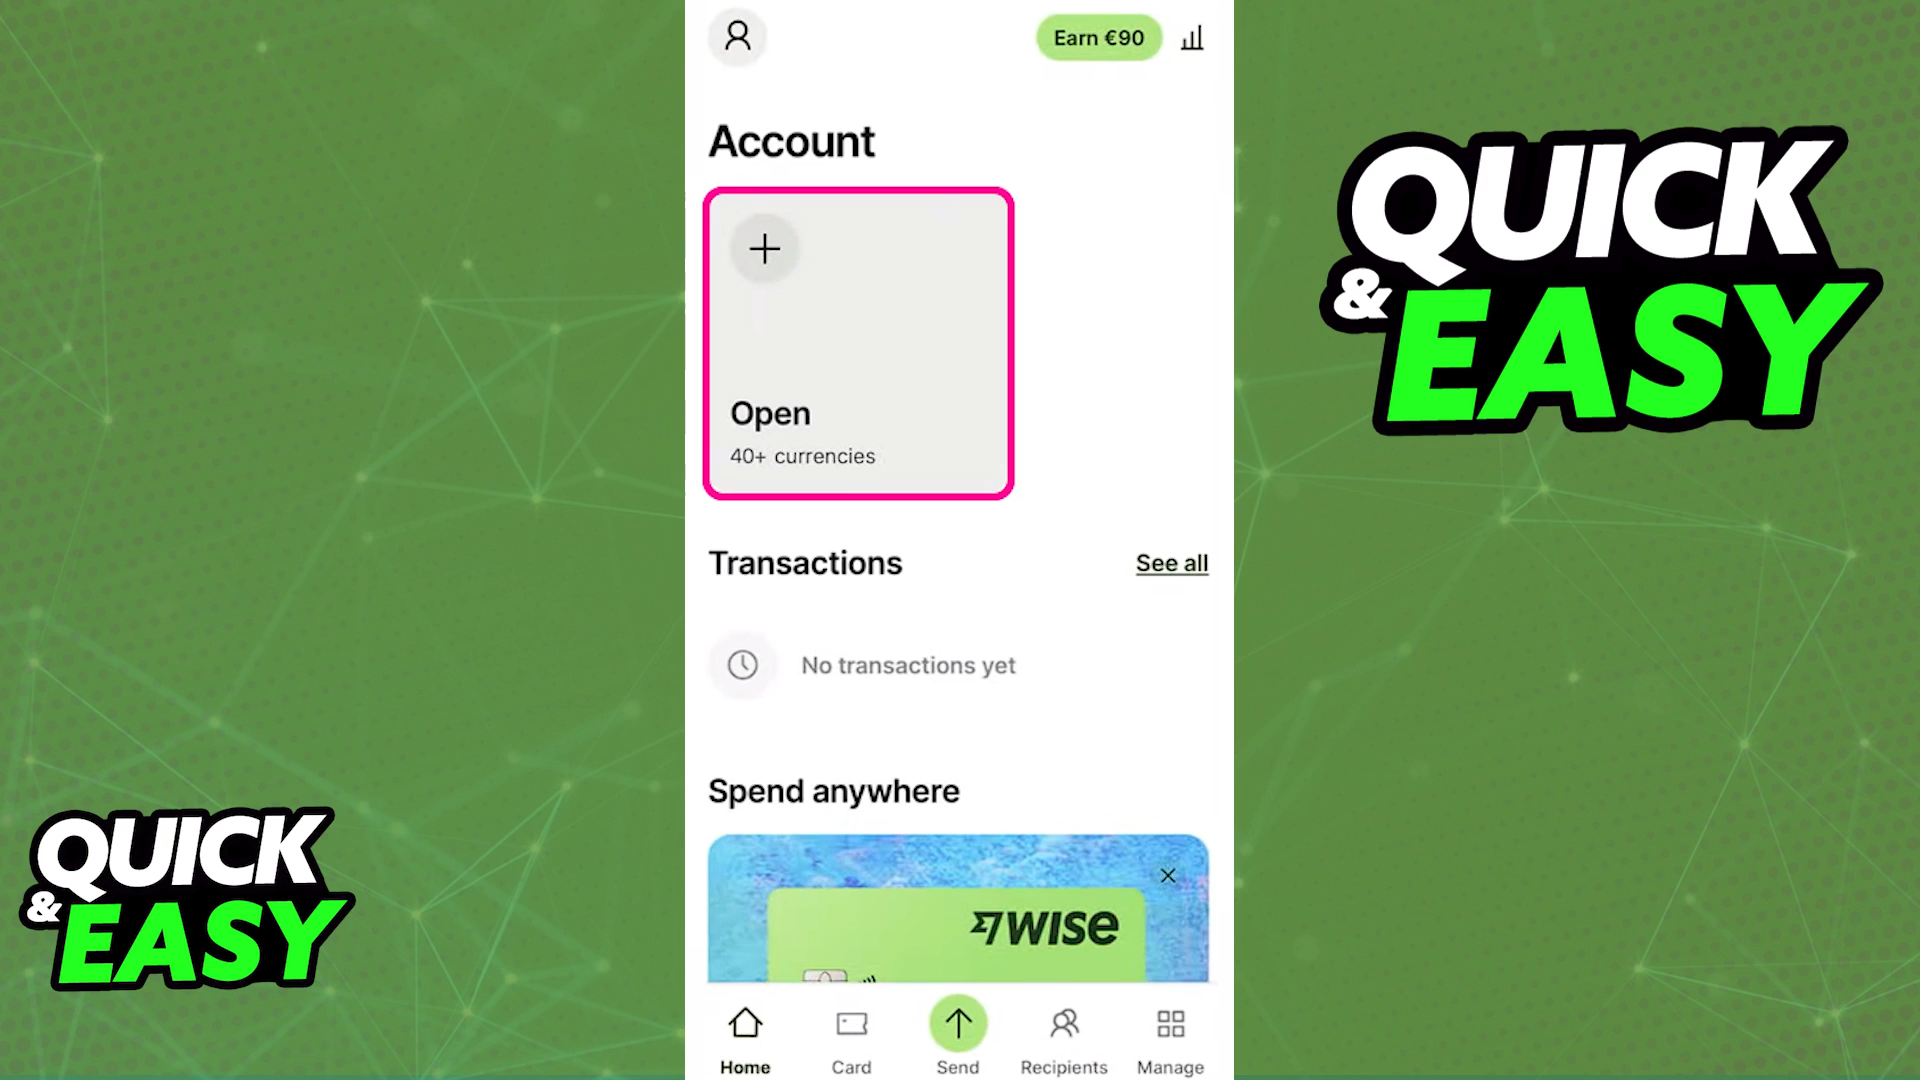 Earn €90
Account
Open
40+ currencies
Transactions
See all
No transactions yet
Spend anywhere
WISE
Home
Card
Send
Recipients
Manage
QUICK
& EASY
QUICK
& EASY